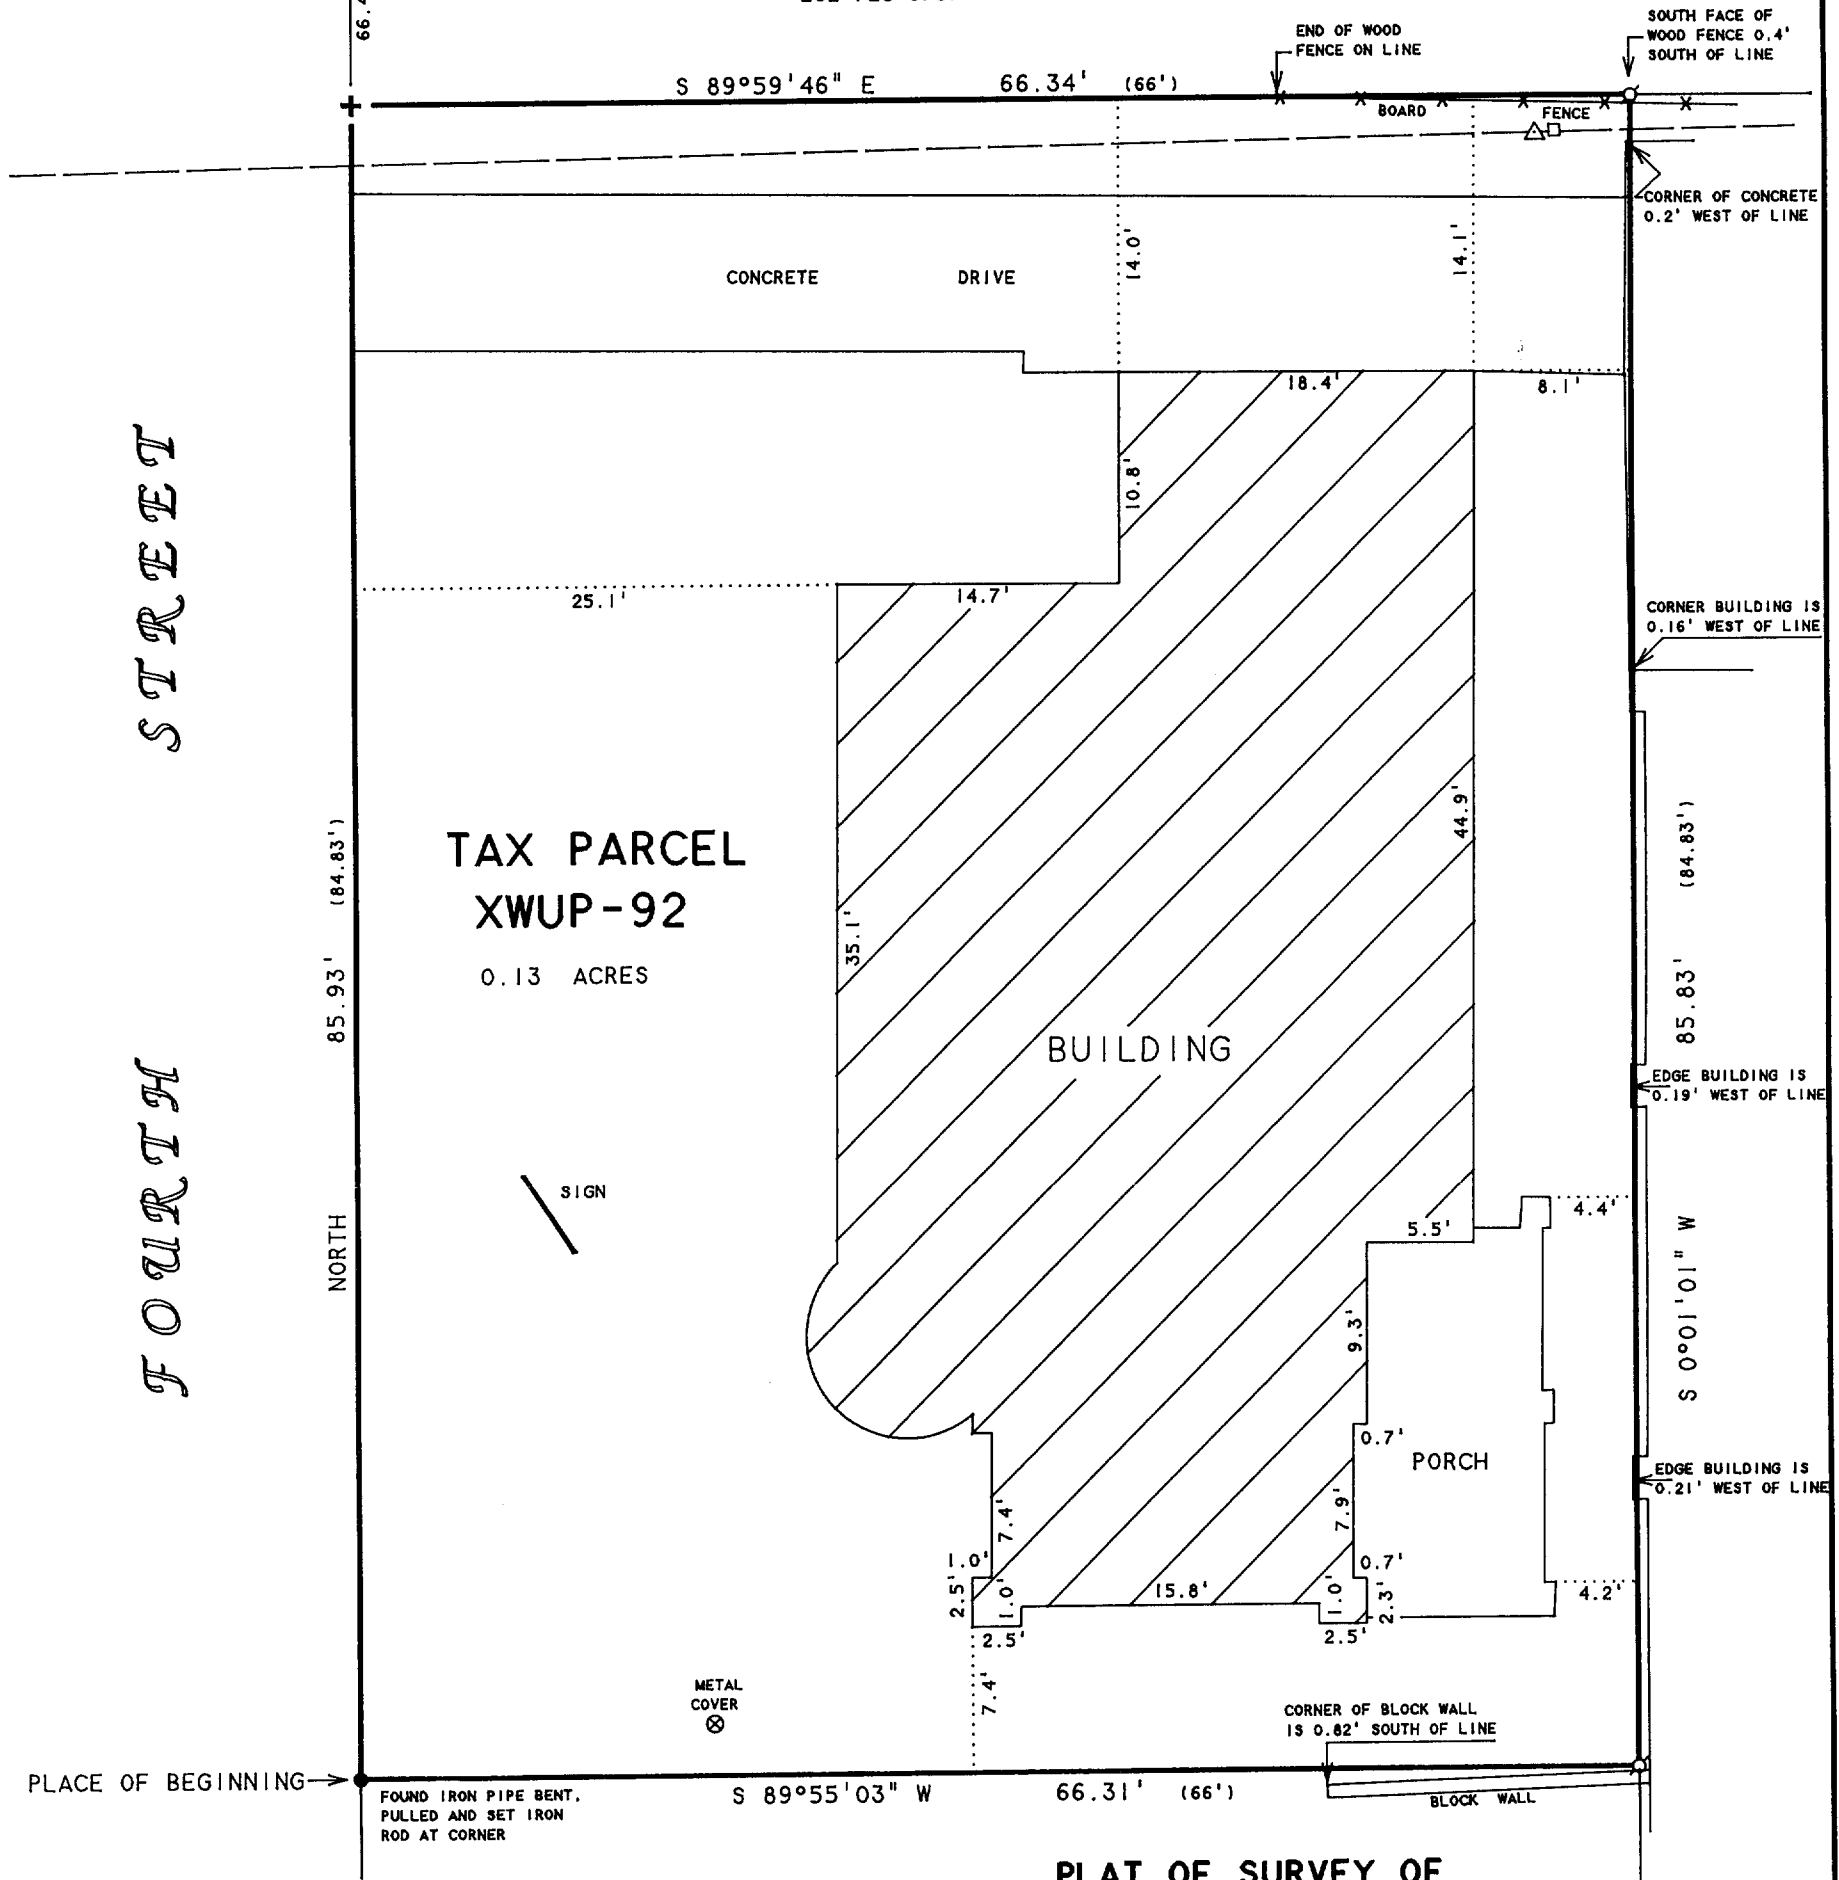 66.4
END OF WOOD
FENCE ON LINE
SOUTH FACE OF
WOOD FENCE 0.4'
SOUTH OF LINE
S 89°59'46" E 66.34' (66')
BOARD FENCE
CORNER OF CONCRETE
0.2' WEST OF LINE
14.0'
14.1'
CONCRETE DRIVE
18.4'
8.1'
10.8'
25.1'
14.7'
CORNER BUILDING IS
0.16' WEST OF LINE
FOURTH STREET
TAX PARCEL
XWUP-92
0.13 ACRES
NORTH 85.93' (84.83')
35.1'
44.9'
BUILDING
S 0°01'01" W 85.83' (84.83')
EDGE BUILDING IS
0.19' WEST OF LINE
SIGN
4.4'
5.5'
9.3'
0.7'
PORCH
EDGE BUILDING IS
0.21' WEST OF LINE
7.4'
7.9'
1.0'
0.7'
2.5'
1.0'
15.8'
1.0'
2.3'
4.2'
2.5'
2.5'
7.4'
METAL
COVER
CORNER OF BLOCK WALL
IS 0.82' SOUTH OF LINE
PLACE OF BEGINNING
FOUND IRON PIPE BENT.
PULLED AND SET IRON
ROD AT CORNER
S 89°55'03" W 66.31' (66')
BLOCK WALL
PLAT OF SURVEY OF